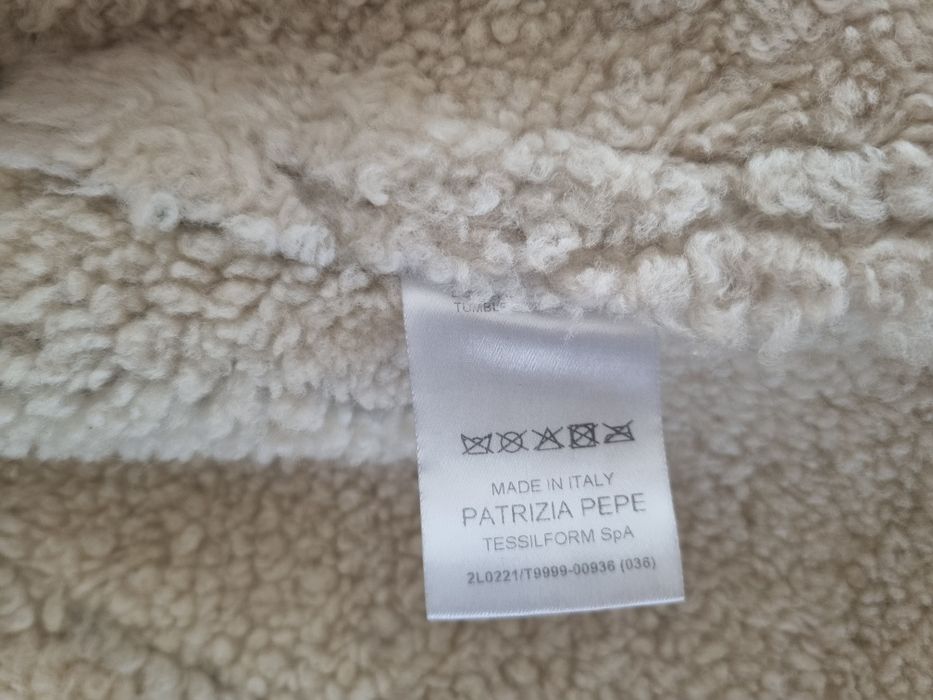 MADE IN ITALY
PATRIZIA PEPE
TESSILFORM SpA
2L0221/T9999-00936 (036)